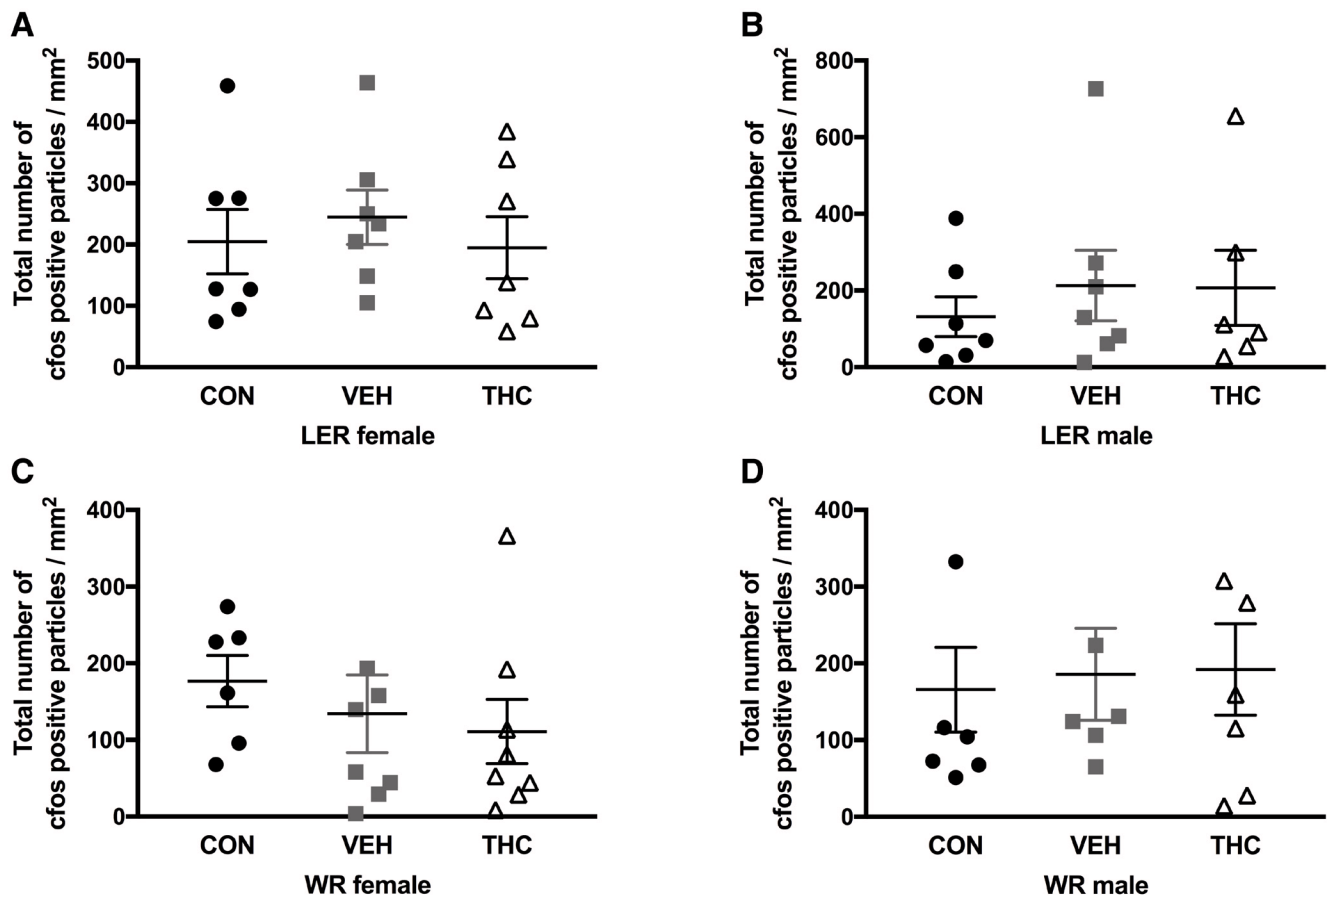 A
Total number of
cfos positive particles / mm²
500
400
300
200
100
0
CON VEH THC
LER female
B
Total number of
cfos positive particles / mm²
800
600
400
200
0
CON VEH THC
LER male
C
Total number of
cfos positive particles / mm²
400
300
200
100
0
CON VEH THC
WR female
D
Total number of
cfos positive particles / mm²
400
300
200
100
0
CON VEH THC
WR male